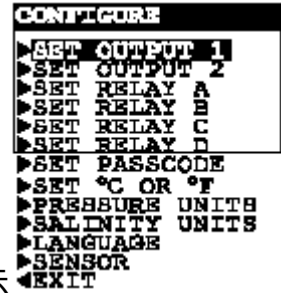 CONFIGURE
▶SET OUTPUT 1
▶SET OUTPUT 2
▶SET RELAY A
▶SET RELAY B
▶SET RELAY C
▶SET RELAY D
▶SET PASSCODE
▶SET °C OR °F
▶PRESSURE UNITS
▶SALINITY UNITS
▶LANGUAGE
▶SENSOR
示 ◀EXIT